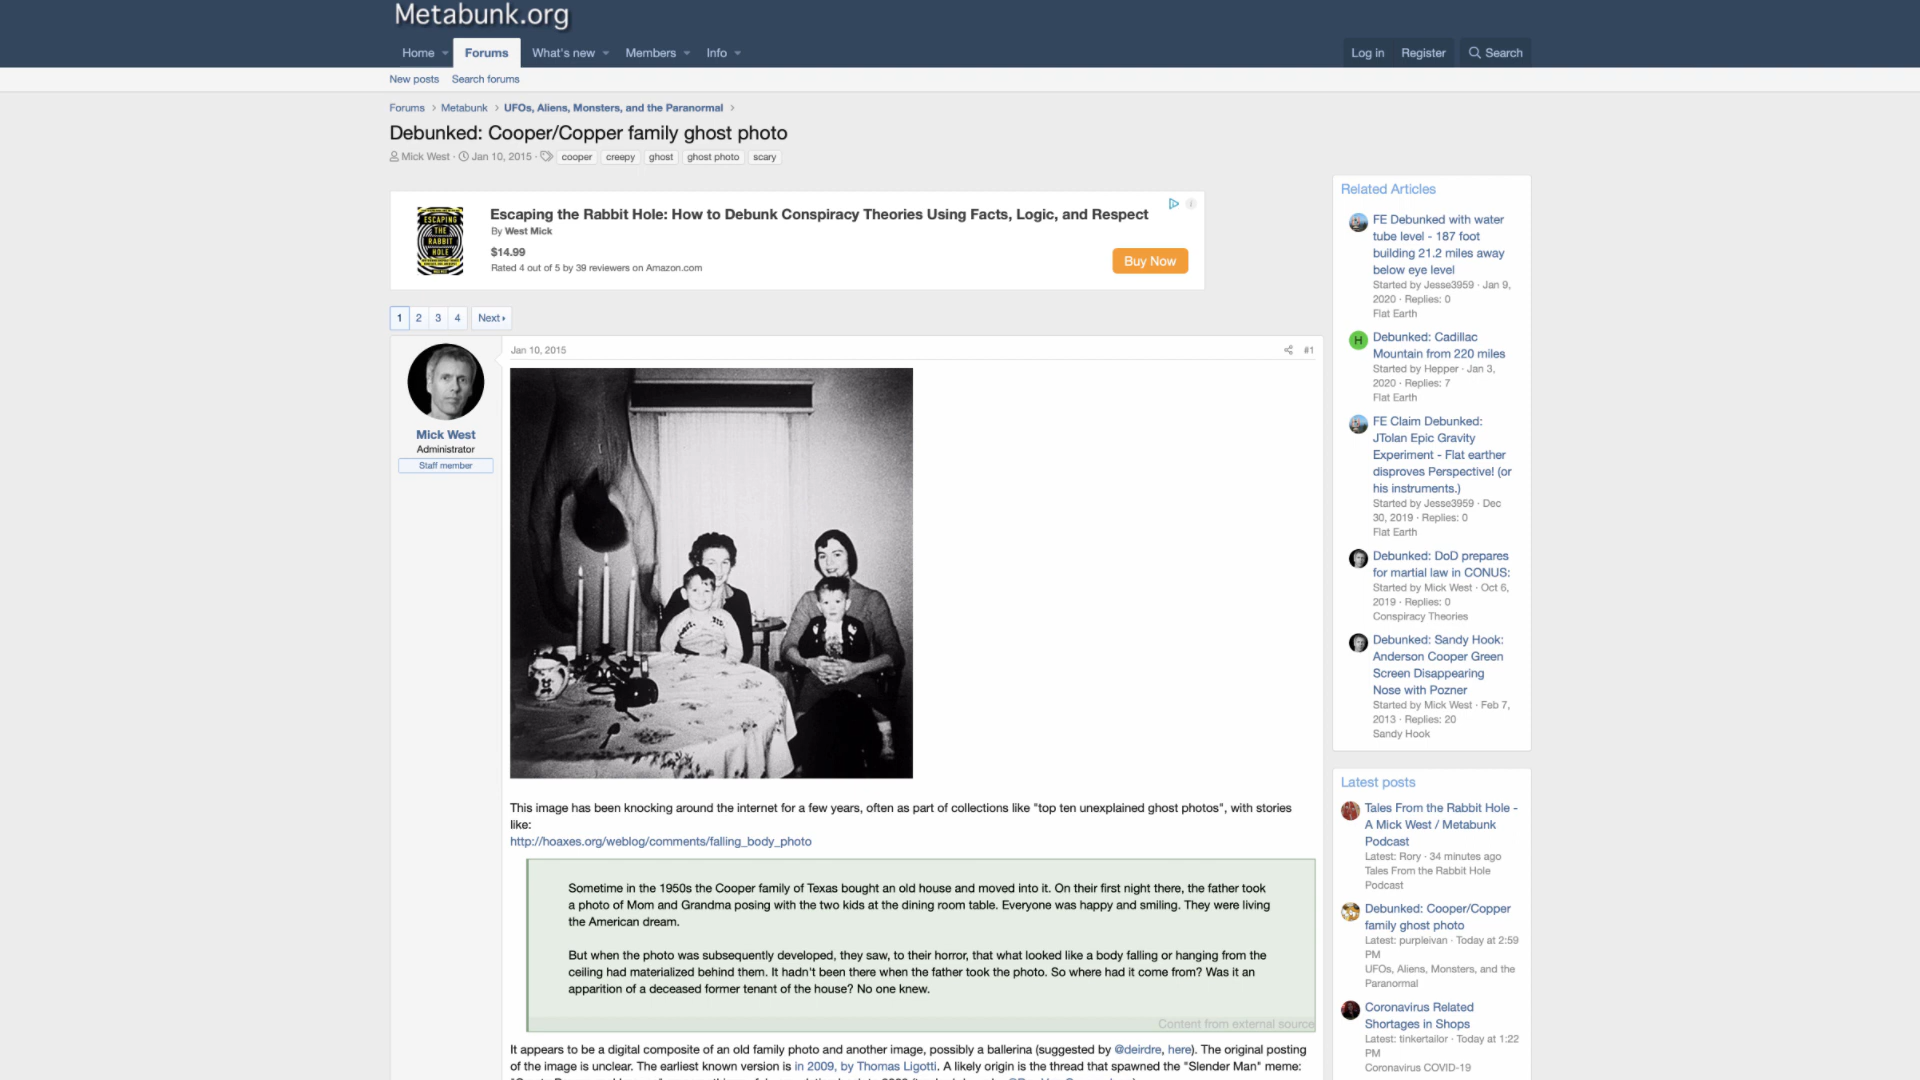 Metabunk.org
Home Forums What's new Members Info Log in Register Search
New posts Search forums
Forums > Metabunk > UFOs, Aliens, Monsters, and the Paranormal >
Debunked: Cooper/Copper family ghost photo
Mick West · Jan 10, 2015 · cooper creepy ghost ghost photo scary
Escaping the Rabbit Hole: How to Debunk Conspiracy Theories Using Facts, Logic, and Respect
By West Mick
$14.99
Rated 4 out of 5 by 39 reviewers on Amazon.com
Buy Now
ESCAPING
THE
RABBIT
HOLE
1 2 3 4 Next
Mick West
Administrator
Staff member
Jan 10, 2015 #1
This image has been knocking around the internet for a few years, often as part of collections like "top ten unexplained ghost photos", with stories
like:
http://hoaxes.org/weblog/comments/falling_body_photo
Sometime in the 1950s the Cooper family of Texas bought an old house and moved into it. On their first night there, the father took
a photo of Mom and Grandma posing with the two kids at the dining room table. Everyone was happy and smiling. They were living
the American dream.
But when the photo was subsequently developed, they saw, to their horror, that what looked like a body falling or hanging from the
ceiling had materialized behind them. It hadn't been there when the father took the photo. So where had it come from? Was it an
apparition of a deceased former tenant of the house? No one knew.
Content from external source
It appears to be a digital composite of an old family photo and another image, possibly a ballerina (suggested by @deirdre, here). The original posting
of the image is unclear. The earliest known version is in 2009, by Thomas Ligotti. A likely origin is the thread that spawned the "Slender Man" meme:
Related Articles
FE Debunked with water
tube level - 187 foot
building 21.2 miles away
below eye level
Started by Jesse3959 · Jan 9,
2020 · Replies: 0
Flat Earth
H
Debunked: Cadillac
Mountain from 220 miles
Started by Hepper · Jan 3,
2020 · Replies: 7
Flat Earth
FE Claim Debunked:
JTolan Epic Gravity
Experiment - Flat earther
disproves Perspective! (or
his instruments.)
Started by Jesse3959 · Dec
30, 2019 · Replies: 0
Flat Earth
Debunked: DoD prepares
for martial law in CONUS:
Started by Mick West · Oct 6,
2019 · Replies: 0
Conspiracy Theories
Debunked: Sandy Hook:
Anderson Cooper Green
Screen Disappearing
Nose with Pozner
Started by Mick West · Feb 7,
2013 · Replies: 20
Sandy Hook
Latest posts
Tales From the Rabbit Hole -
A Mick West / Metabunk
Podcast
Latest: Rory · 34 minutes ago
Tales From the Rabbit Hole
Podcast
Debunked: Cooper/Copper
family ghost photo
Latest: purpleivan · Today at 2:59
PM
UFOs, Aliens, Monsters, and the
Paranormal
Coronavirus Related
Shortages in Shops
Latest: tinkertailor · Today at 1:22
PM
Coronavirus COVID-19